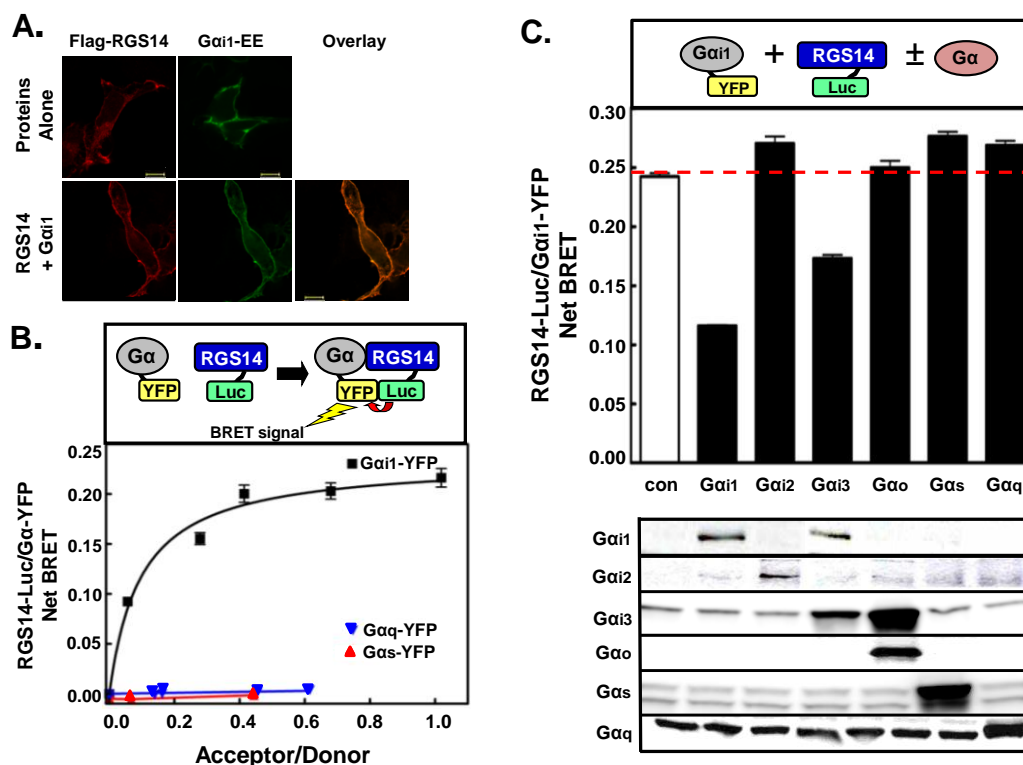 A.
Flag-RGS14 Gαi1-EE Overlay
Proteins
Alone
RGS14
+ Gαi1
B.
Gα
YFP
RGS14
Luc
Gα
RGS14
YFP
Luc
BRET signal
RGS14-Luc/Gα-YFP
Net BRET
0.25
0.20
0.15
0.10
0.05
0.00
Gαi1-YFP
Gαq-YFP
Gαs-YFP
0.0 0.2 0.4 0.6 0.8 1.0
Acceptor/Donor
C.
Gαi1
YFP
+
RGS14
Luc
±
Gα
RGS14-Luc/Gαi1-YFP
Net BRET
0.30
0.25
0.20
0.15
0.10
0.05
0.00
con Gαi1 Gαi2 Gαi3 Gαo Gαs Gαq
Gαi1
Gαi2
Gαi3
Gαo
Gαs
Gαq